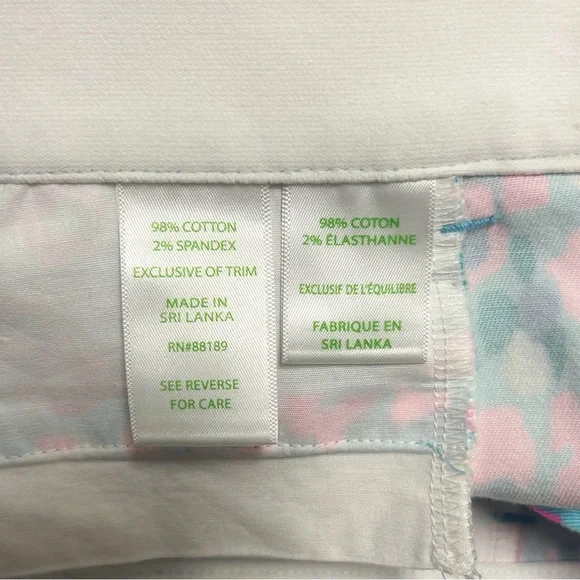 98% COTTON
2% SPANDEX
EXCLUSIVE OF TRIM
MADE IN
SRI LANKA
RN#88189
SEE REVERSE
FOR CARE
98% COTON
2% ÉLASTHANNE
EXCLUSIF DE L'ÉQUILIBRE
FABRIQUE EN
SRI LANKA